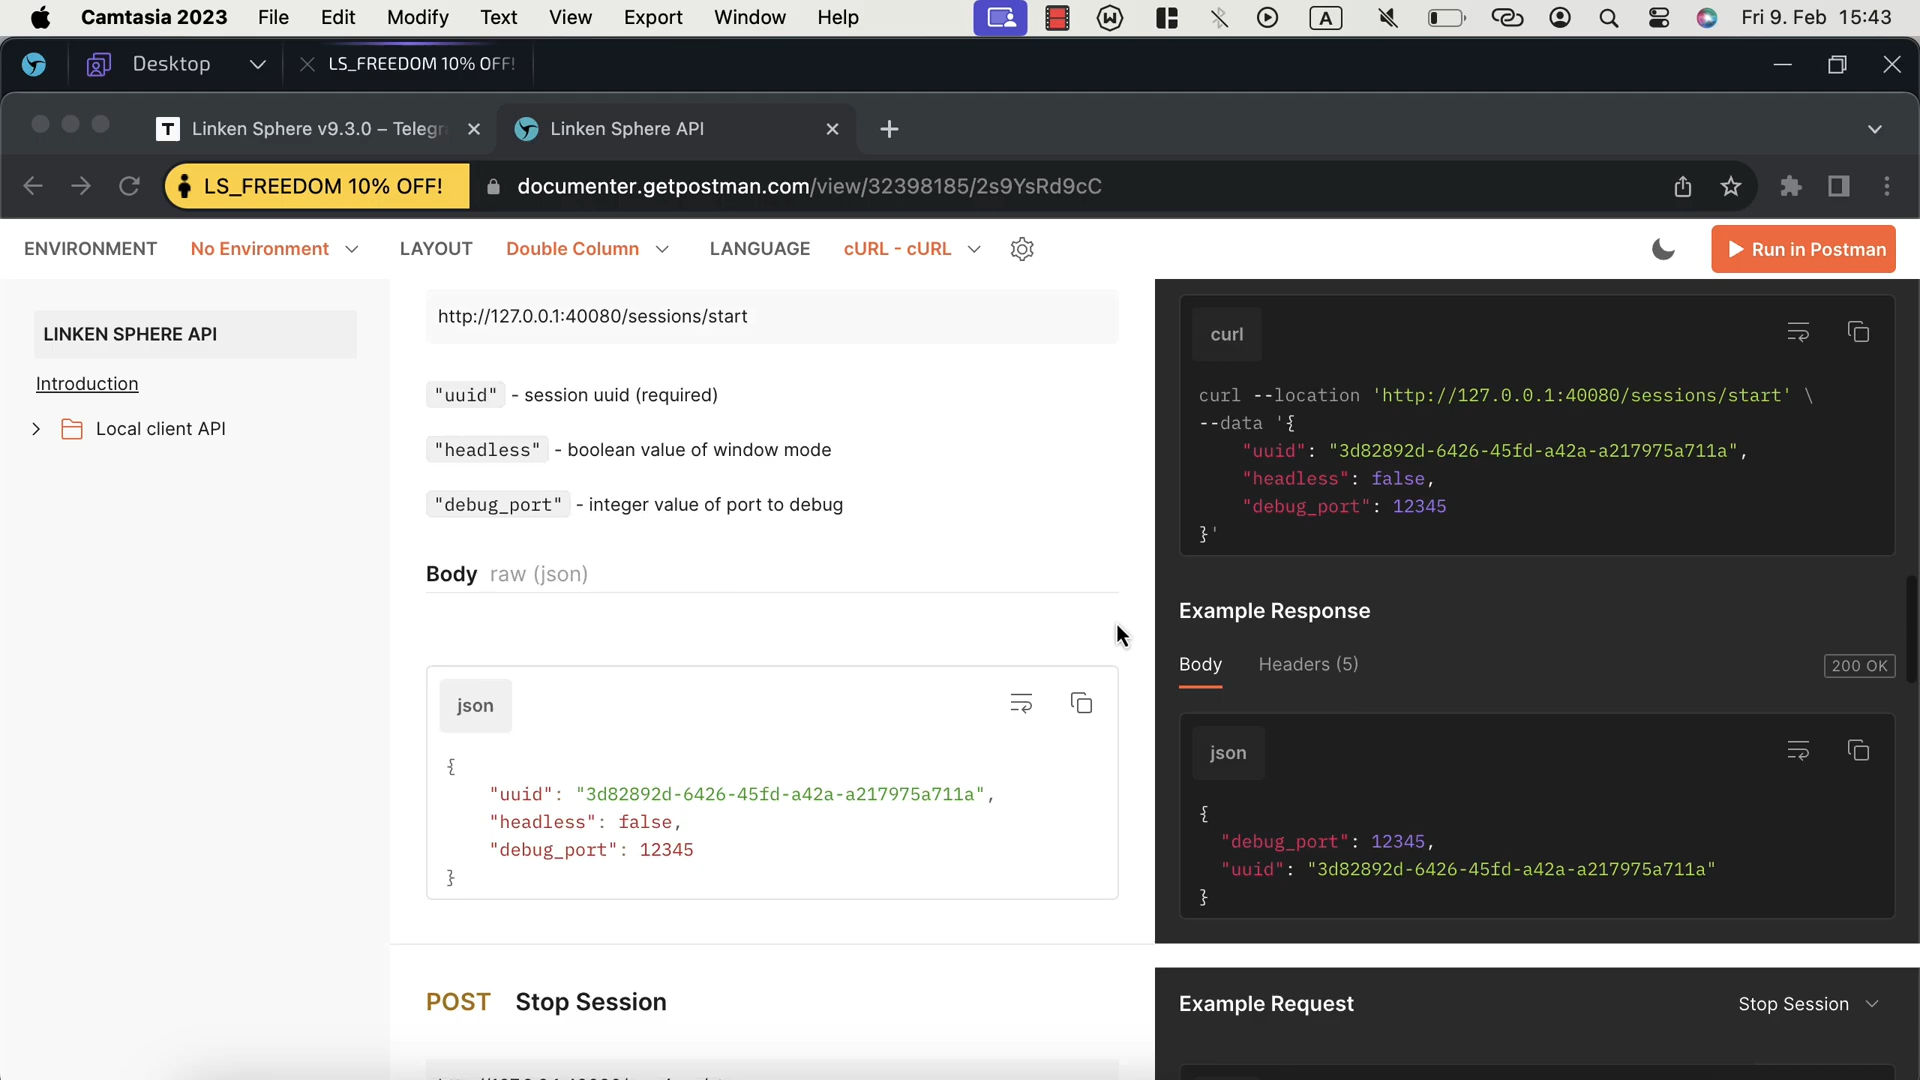 Camtasia 2023 File Edit Modify Text View Export Window Help A Fri 9. Feb 15:43
Desktop LS_FREEDOM 10% OFF!
T Linken Sphere v9.3.0 – Telegr Linken Sphere API
LS_FREEDOM 10% OFF! documenter.getpostman.com/view/32398185/2s9YsRd9cC
ENVIRONMENT No Environment LAYOUT Double Column LANGUAGE cURL - cURL Run in Postman
LINKEN SPHERE API
Introduction
Local client API
http://127.0.0.1:40080/sessions/start
"uuid" - session uuid (required)
"headless" - boolean value of window mode
"debug_port" - integer value of port to debug
Body raw (json)
json
{
"uuid": "3d82892d-6426-45fd-a42a-a217975a711a",
"headless": false,
"debug_port": 12345
}
POST Stop Session
curl
curl --location 'http://127.0.0.1:40080/sessions/start' \
--data '{
"uuid": "3d82892d-6426-45fd-a42a-a217975a711a",
"headless": false,
"debug_port": 12345
}'
Example Response
Body Headers (5) 200 OK
json
{
"debug_port": 12345,
"uuid": "3d82892d-6426-45fd-a42a-a217975a711a"
}
Example Request Stop Session